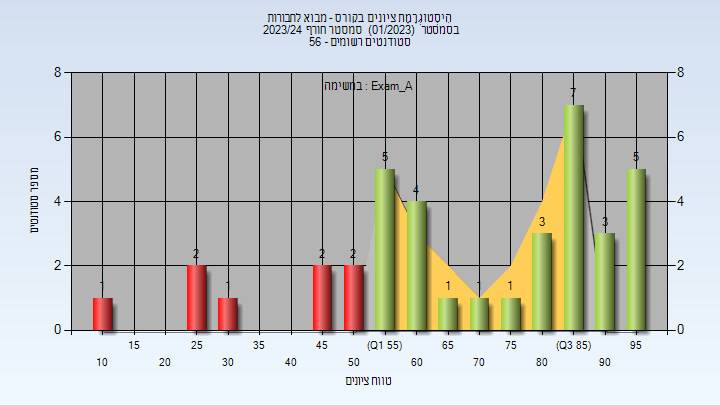 היסטוגרמת ציונים בקורס - מבוא לחבורות
בסמסטר (01/2023) סמסטר חורף 2023/24
סטודנטים רשומים - 56
במשימה : Exam_A
מספר סטודנטים
8 8
6 6
4 4
2 2
0 0
1 2 1 2 2 5 4 1 1 1 3 7 3 5
15 25 35 45 (Q1 55) 65 75 (Q3 85) 95
10 20 30 40 50 60 70 80 90
טווח ציונים